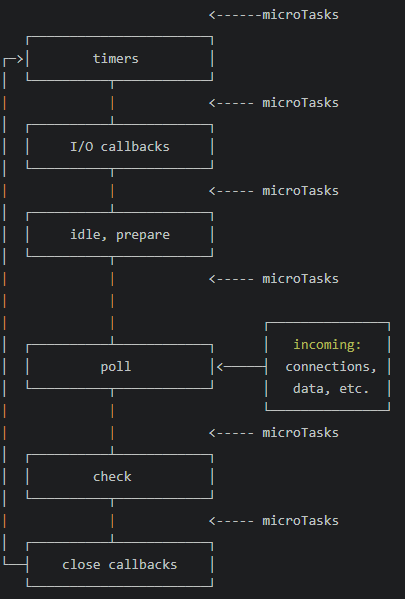 <------microTasks
timers
<----- microTasks
I/O callbacks
<----- microTasks
idle, prepare
<----- microTasks
incoming:
poll
connections,
data, etc.
<----- microTasks
check
<----- microTasks
close callbacks